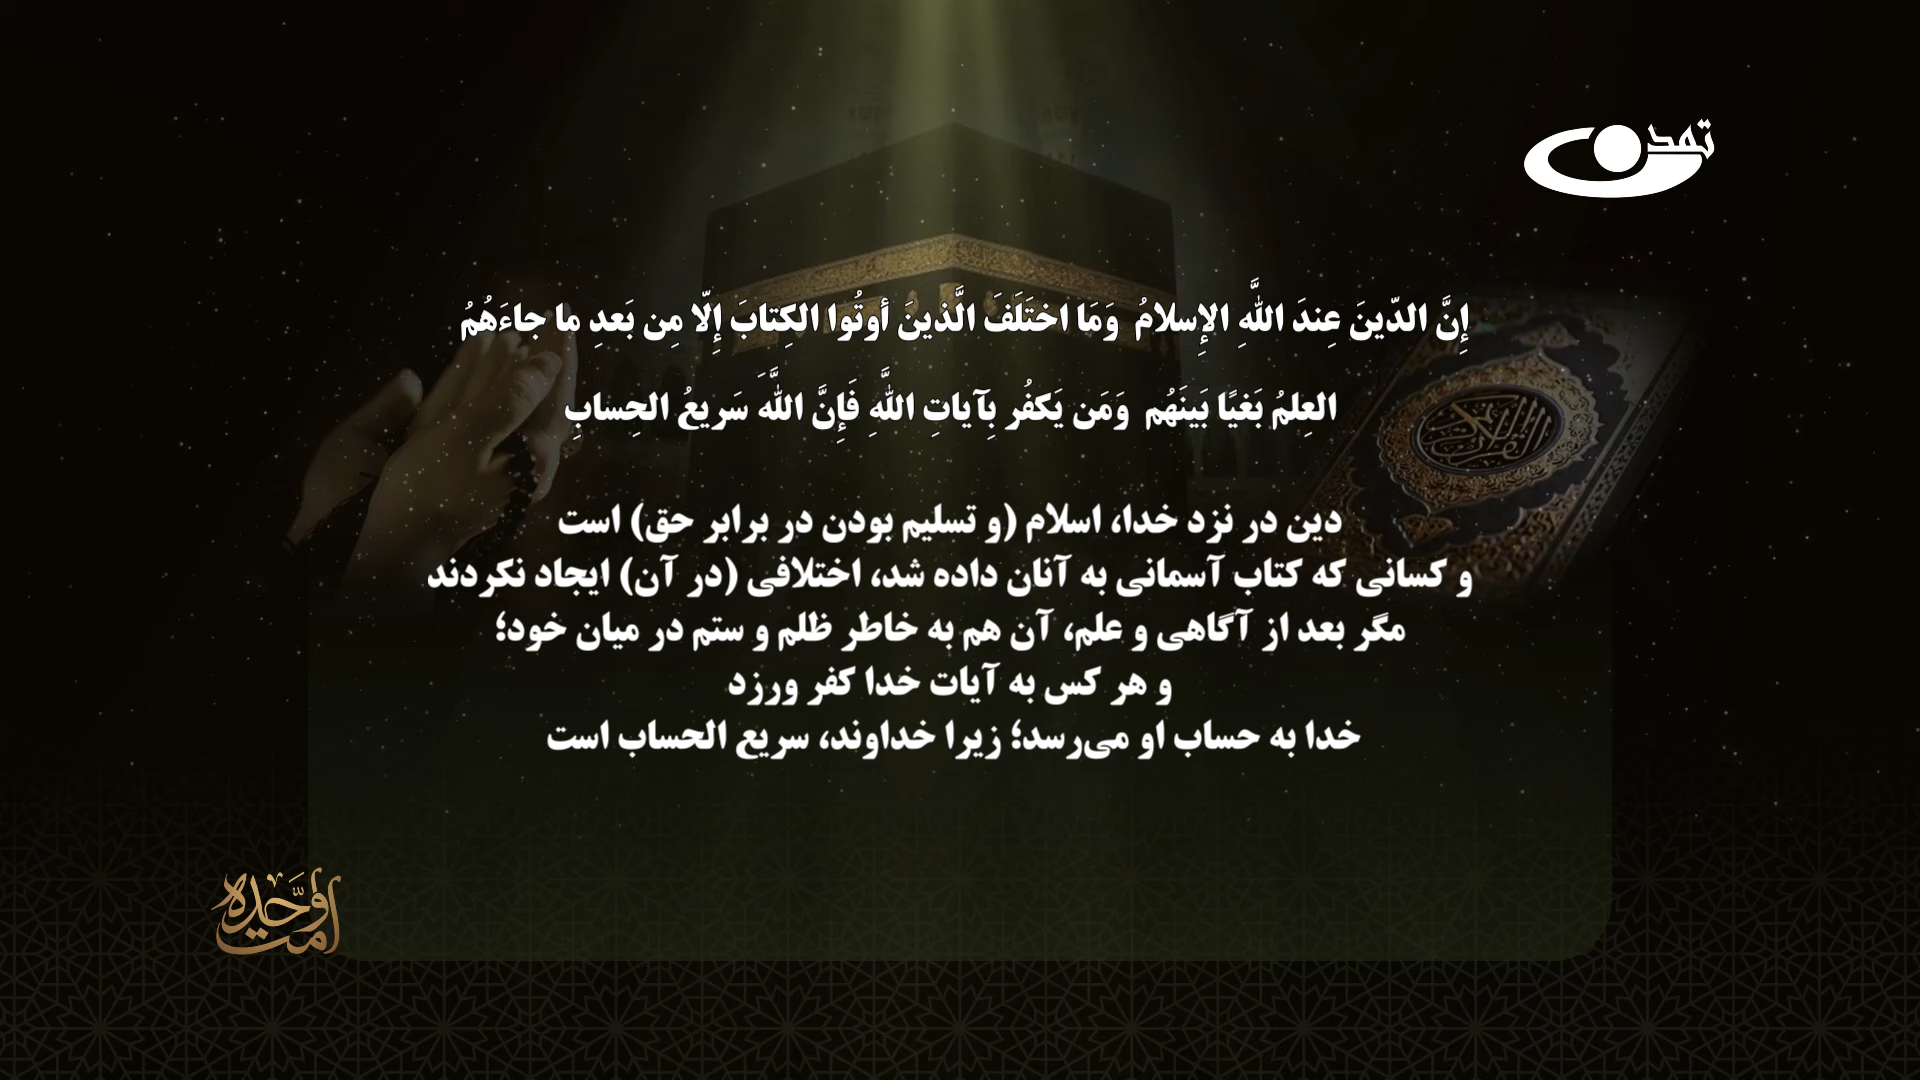 تمدن
إِنَّ الدّينَ عِندَ اللَّهِ الإِسلامُ وَمَا اختَلَفَ الَّذينَ أوتُوا الكِتابَ إِلّا مِن بَعدِ ما جاءَهُمُ
العِلمُ بَغيًا بَينَهُم وَمَن يَكفُر بِآياتِ اللَّهِ فَإِنَّ اللَّهَ سَريعُ الحِسابِ
دین در نزد خدا، اسلام (و تسلیم بودن در برابر حق) است
و کسانی که کتاب آسمانی به آنان داده شد، اختلافی (در آن) ایجاد نکردند
مگر بعد از آگاهی و علم، آن هم به خاطر ظلم و ستم در میان خود؛
و هر کس به آیات خدا کفر ورزد
خدا به حساب او می‌رسد؛ زیرا خداوند، سریع الحساب است
امت واحده